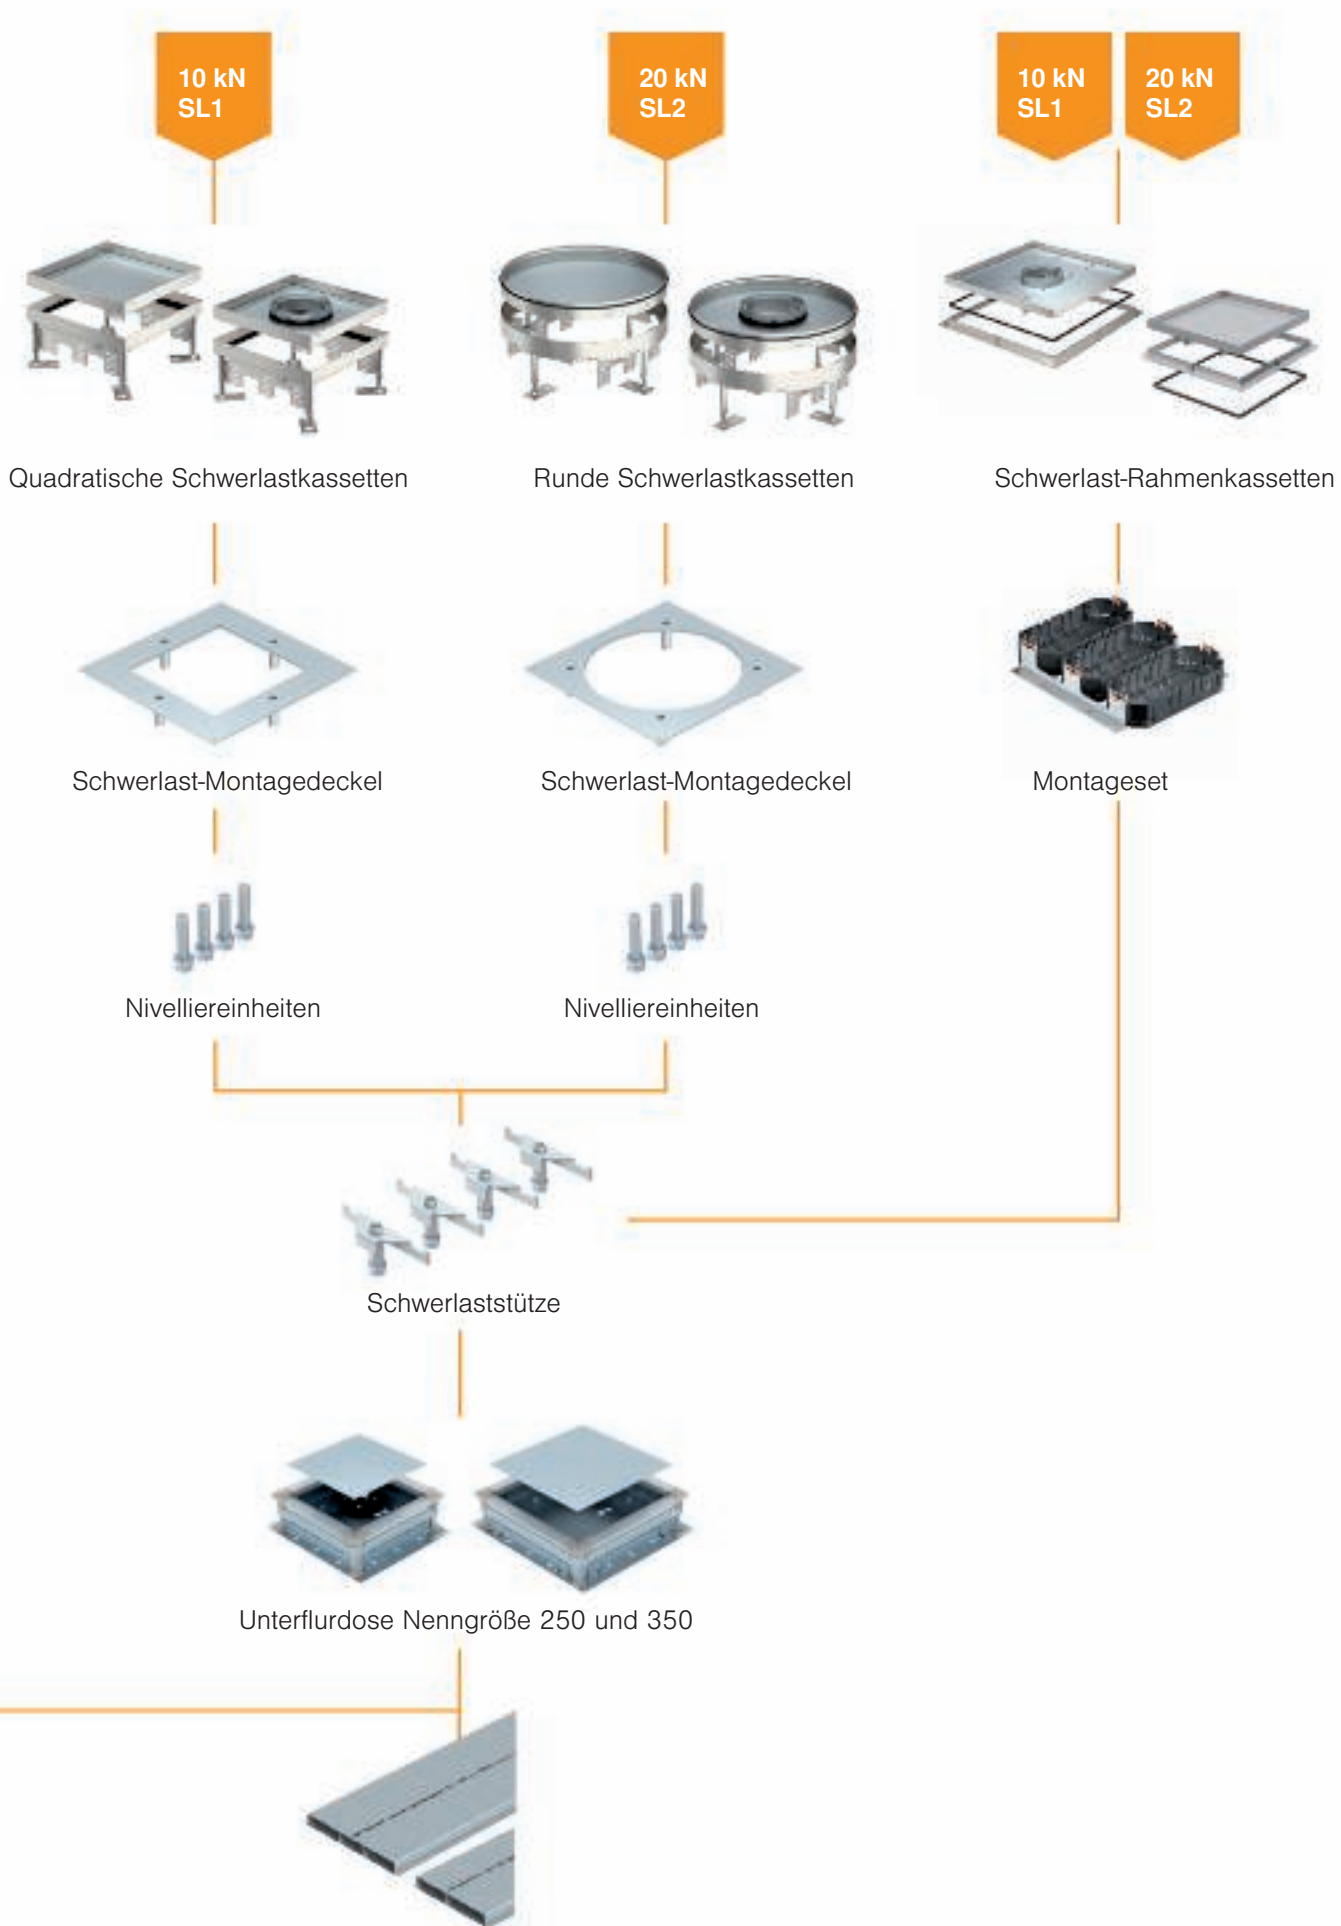 10 kN
SL1
20 kN
SL2
10 kN
SL1
20 kN
SL2
Quadratische Schwerlastkassetten
Runde Schwerlastkassetten
Schwerlast-Rahmenkassetten
Schwerlast-Montagedeckel
Schwerlast-Montagedeckel
Montageset
Nivelliereinheiten
Nivelliereinheiten
Schwerlaststütze
Unterflurdose Nenngröße 250 und 350